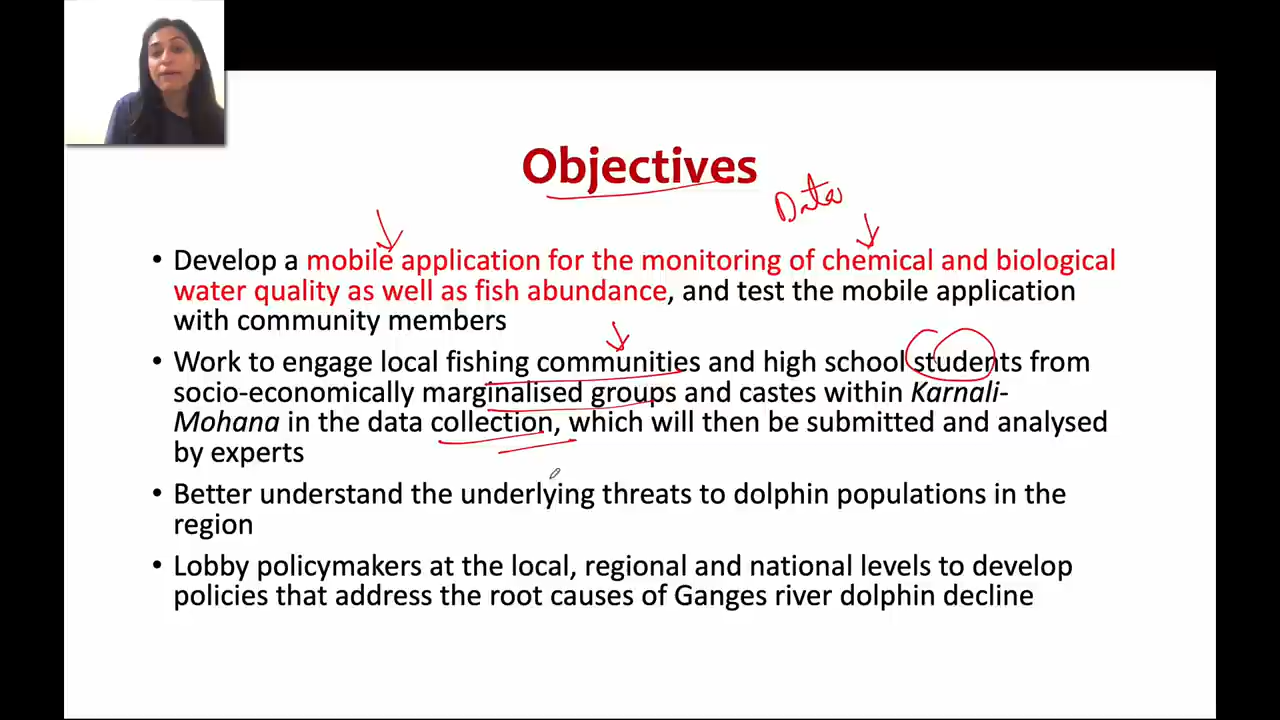 Objectives
Data
• Develop a mobile application for the monitoring of chemical and biological
water quality as well as fish abundance, and test the mobile application
with community members
• Work to engage local fishing communities and high school students from
socio-economically marginalised groups and castes within Karnali-
Mohana in the data collection, which will then be submitted and analysed
by experts
• Better understand the underlying threats to dolphin populations in the
region
• Lobby policymakers at the local, regional and national levels to develop
policies that address the root causes of Ganges river dolphin decline